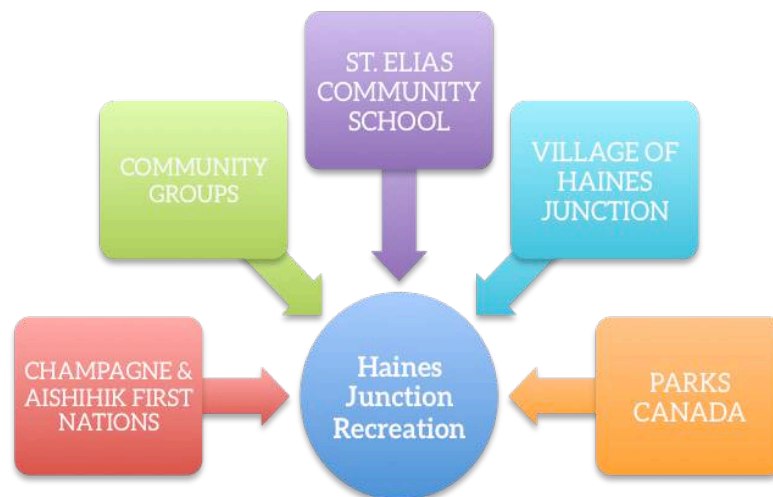 ST. ELIAS
COMMUNITY
SCHOOL
COMMUNITY
GROUPS
VILLAGE OF
HAINES
JUNCTION
CHAMPAGNE &
AISHIHIK FIRST
NATIONS
Haines
Junction
Recreation
PARKS
CANADA